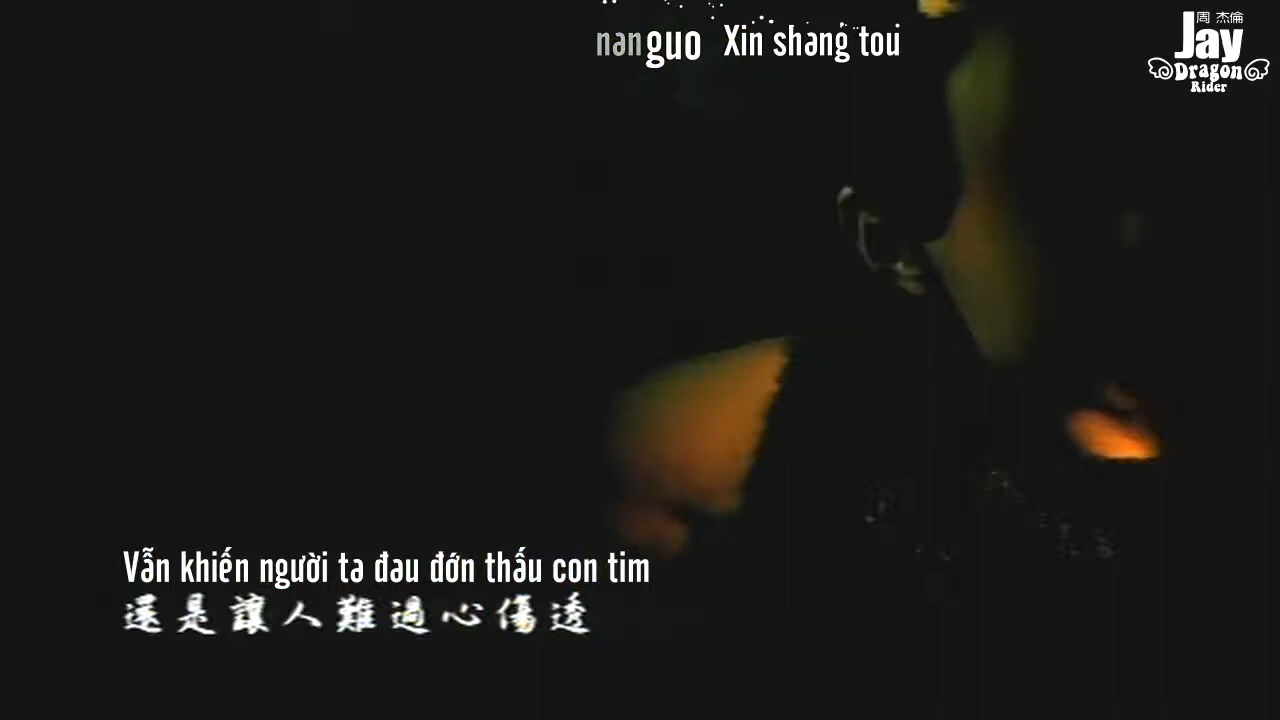 nanguo Xin shang tou
周 杰倫
Jay
Dragon
Rider
Vẫn khiến người ta đau đớn thấu con tim
還是讓人難過心傷透